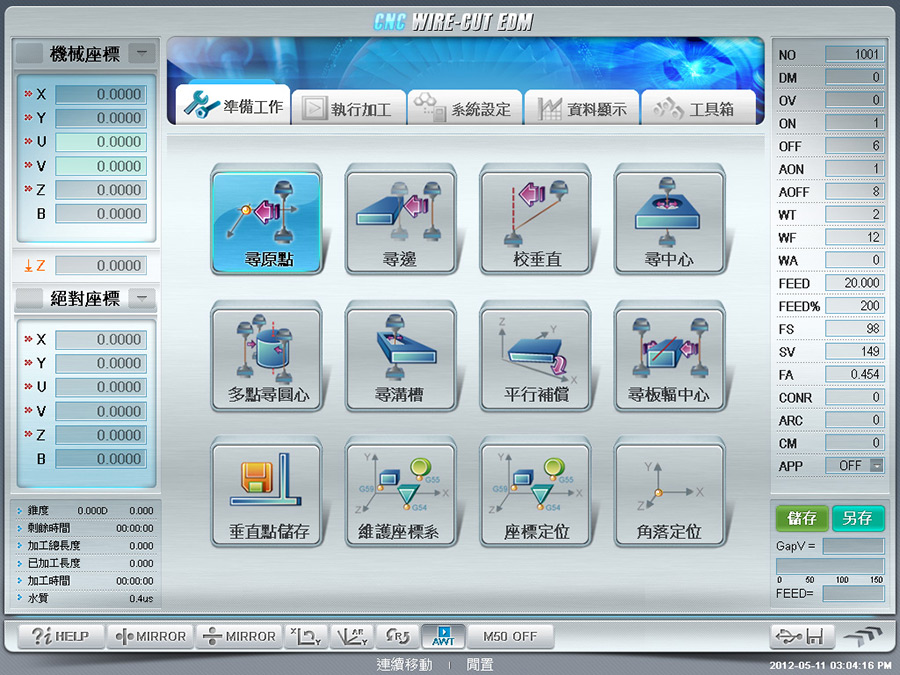 CNC WIRE-CUT EDM
機械座標
X 0.0000
Y 0.0000
U 0.0000
V 0.0000
Z 0.0000
B 0.0000
Z 0.0000
絕對座標
X 0.0000
Y 0.0000
U 0.0000
V 0.0000
Z 0.0000
B 0.0000
錐度 0.000D 0.000
剩餘時間 00:00:00
加工總長度 0.000
已加工長度 0.000
加工時間 00:00:00
水質 0.4us
準備工作 執行加工 系統設定 資料顯示 工具箱
尋原點 尋邊 校垂直 尋中心
Z Y X
多點尋圓心 尋溝槽 平行補償 尋板幅中心
Y G55 G59 X Z G54
Y G55 G59 X Z G54
Y X Z
垂直點儲存 維護座標系 座標定位 角落定位
NO 1001
DM 0
OV 0
ON 1
OFF 6
AON 1
AOFF 8
WT 2
WF 12
WA 0
FEED 20.000
FEED% 200
FS 98
SV 149
FA 0.454
CONR 0
ARC 0
CM 0
APP OFF
儲存 另存
GapV =
0 50 100 150
FEED=
?i HELP MIRROR MIRROR X Y AR Y R5 AWT M50 OFF
連續移動 | 閒置
2012-05-11 03:04:16 PM